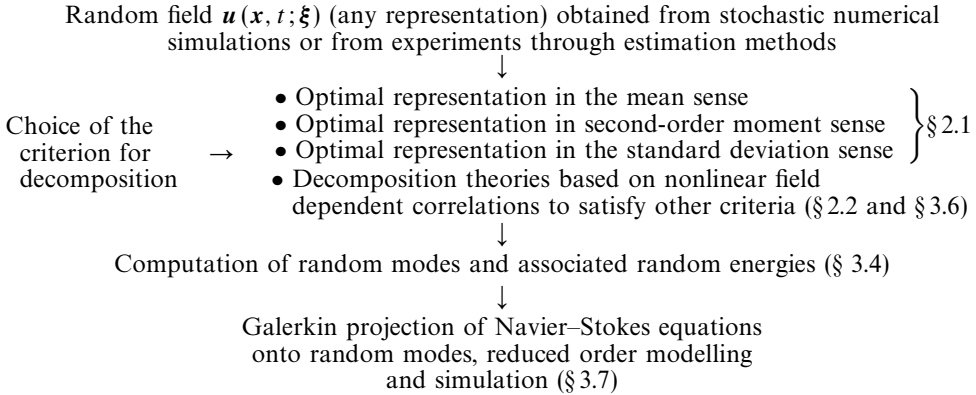 Random field u(x, t; ξ) (any representation) obtained from stochastic numerical
simulations or from experiments through estimation methods
↓
Choice of the
criterion for
decomposition
→
• Optimal representation in the mean sense
• Optimal representation in second-order moment sense
• Optimal representation in the standard deviation sense
§ 2.1
• Decomposition theories based on nonlinear field
dependent correlations to satisfy other criteria (§ 2.2 and § 3.6)
↓
Computation of random modes and associated random energies (§ 3.4)
↓
Galerkin projection of Navier–Stokes equations
onto random modes, reduced order modelling
and simulation (§ 3.7)